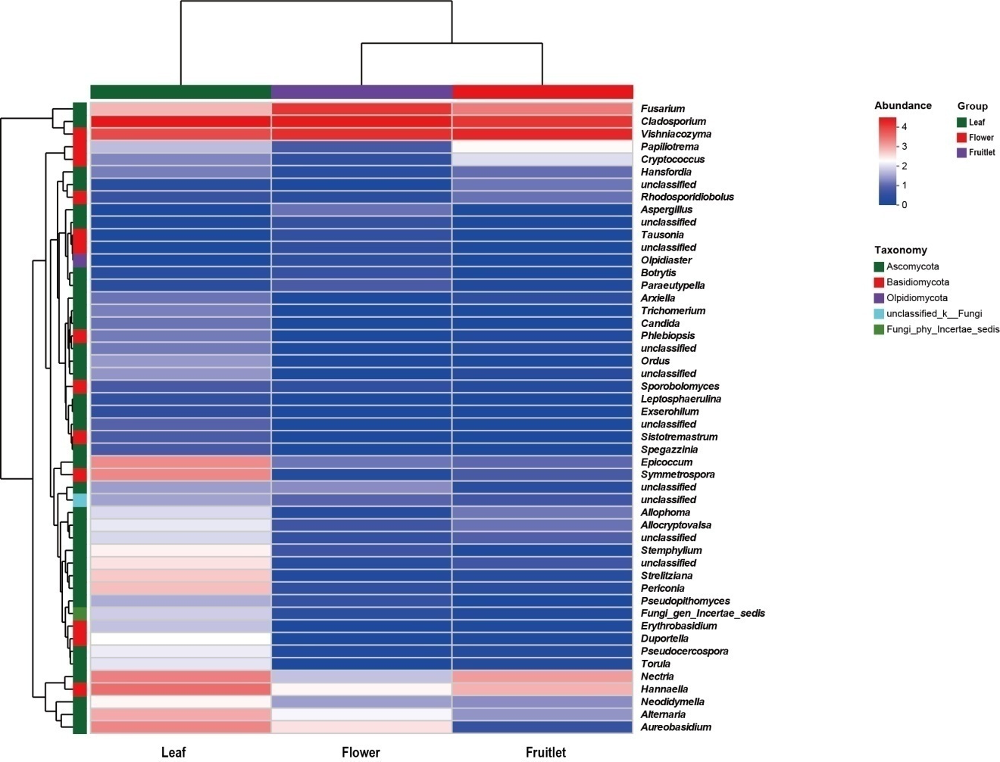 Fusarium
Cladosporium
Vishniacozyma
Papiliotrema
Cryptococcus
Hansfordia
unclassified
Rhodosporidiobolus
Aspergillus
unclassified
Tausonia
unclassified
Olpidiaster
Botrytis
Paraeutypella
Arxiella
Trichomerium
Candida
Phlebiopsis
unclassified
Ordus
unclassified
Sporobolomyces
Leptosphaerulina
Exserohilum
unclassified
Sistotremastrum
Spegazzinia
Epicoccum
Symmetrospora
unclassified
unclassified
Allophoma
Allocryptovalsa
unclassified
Stemphylium
unclassified
Strelitziana
Periconia
Pseudopithomyces
Fungi_gen_Incertae_sedis
Erythrobasidium
Duportella
Pseudocercospora
Torula
Nectria
Hannaella
Neodidymella
Alternaria
Aureobasidium
Leaf
Flower
Fruitlet
Abundance
4
3
2
1
0
Group
Leaf
Flower
Fruitlet
Taxonomy
Ascomycota
Basidiomycota
Olpidiomycota
unclassified_k__Fungi
Fungi_phy_Incertae_sedis